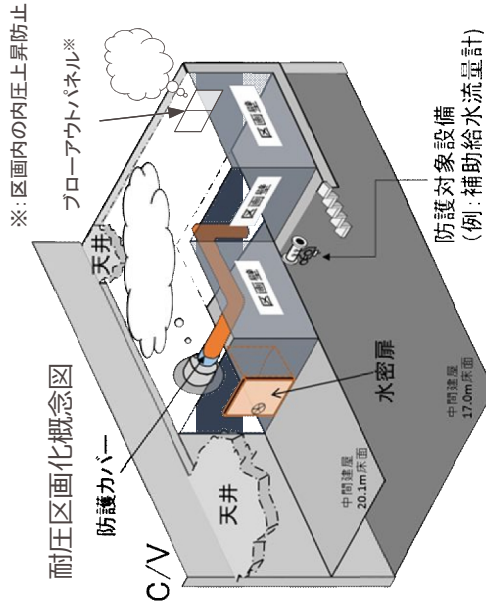 耐圧区画化概念図
※:区画内の内圧上昇防止
ブローアウトパネル※
防護カバー
C/V
天井
天井
区画壁
区画壁
区画壁
水密扉
中間建屋
20.1m床面
中間建屋
17.0m床面
防護対象設備
(例:補助給水流量計)